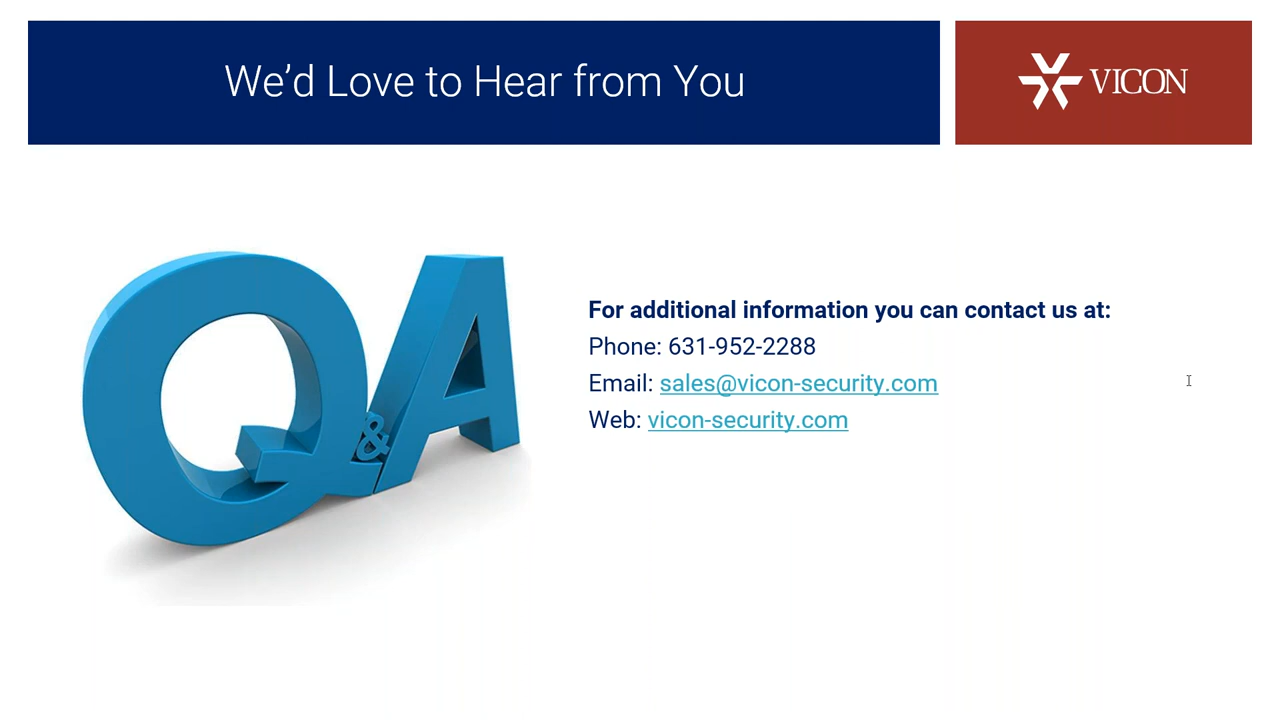 We’d Love to Hear from You
VICON
Q&A
For additional information you can contact us at:
Phone: 631-952-2288
Email: sales@vicon-security.com
Web: vicon-security.com